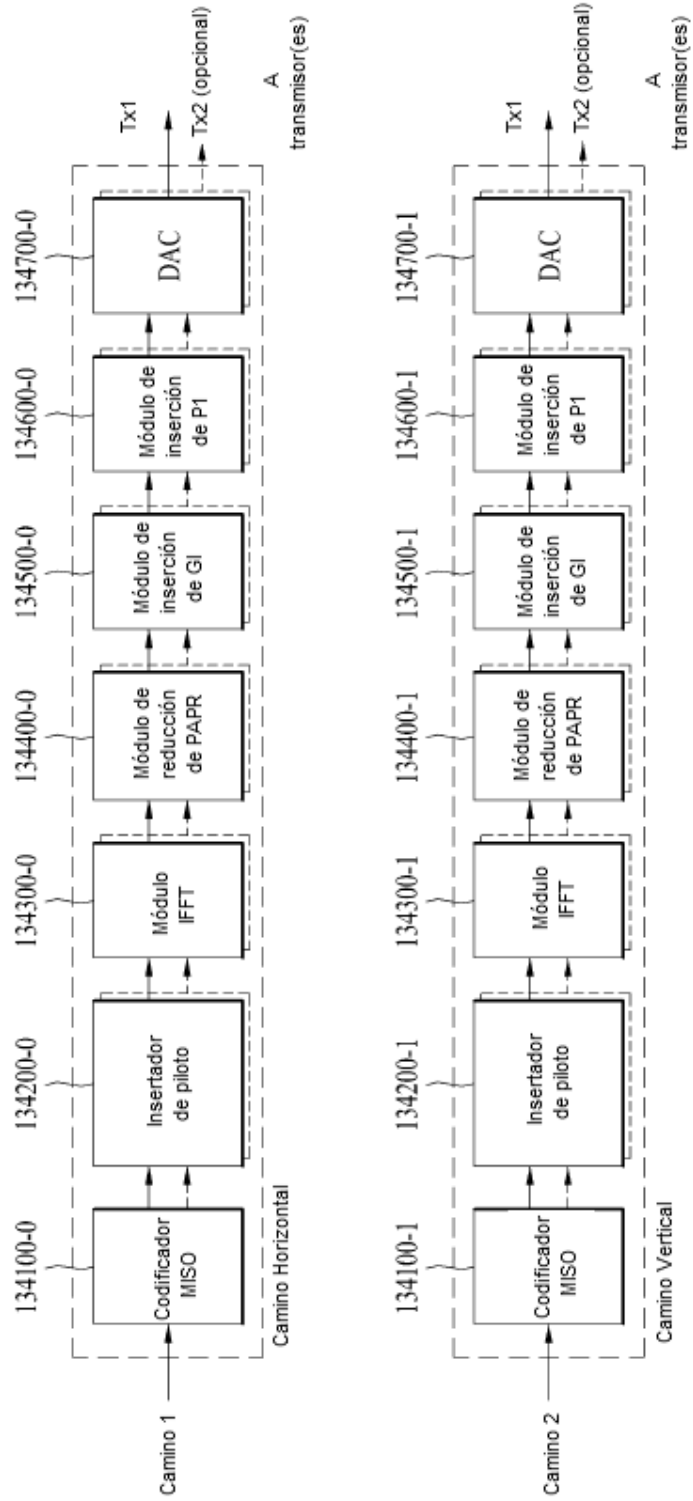 134100-0
134200-0
134300-0
134400-0
134500-0
134600-0
134700-0
Camino 1
Codificador
MISO
Insertador
de piloto
Módulo
IFFT
Módulo de
reducción
de PAPR
Módulo de
inserción
de GI
Módulo de
inserción
de P1
DAC
Tx1
Tx2 (opcional)
A
transmisor(es)
Camino Horizontal
134100-1
134200-1
134300-1
134400-1
134500-1
134600-1
134700-1
Camino 2
Codificador
MISO
Insertador
de piloto
Módulo
IFFT
Módulo de
reducción
de PAPR
Módulo de
inserción
de GI
Módulo de
inserción
de P1
DAC
Tx1
Tx2 (opcional)
A
transmisor(es)
Camino Vertical